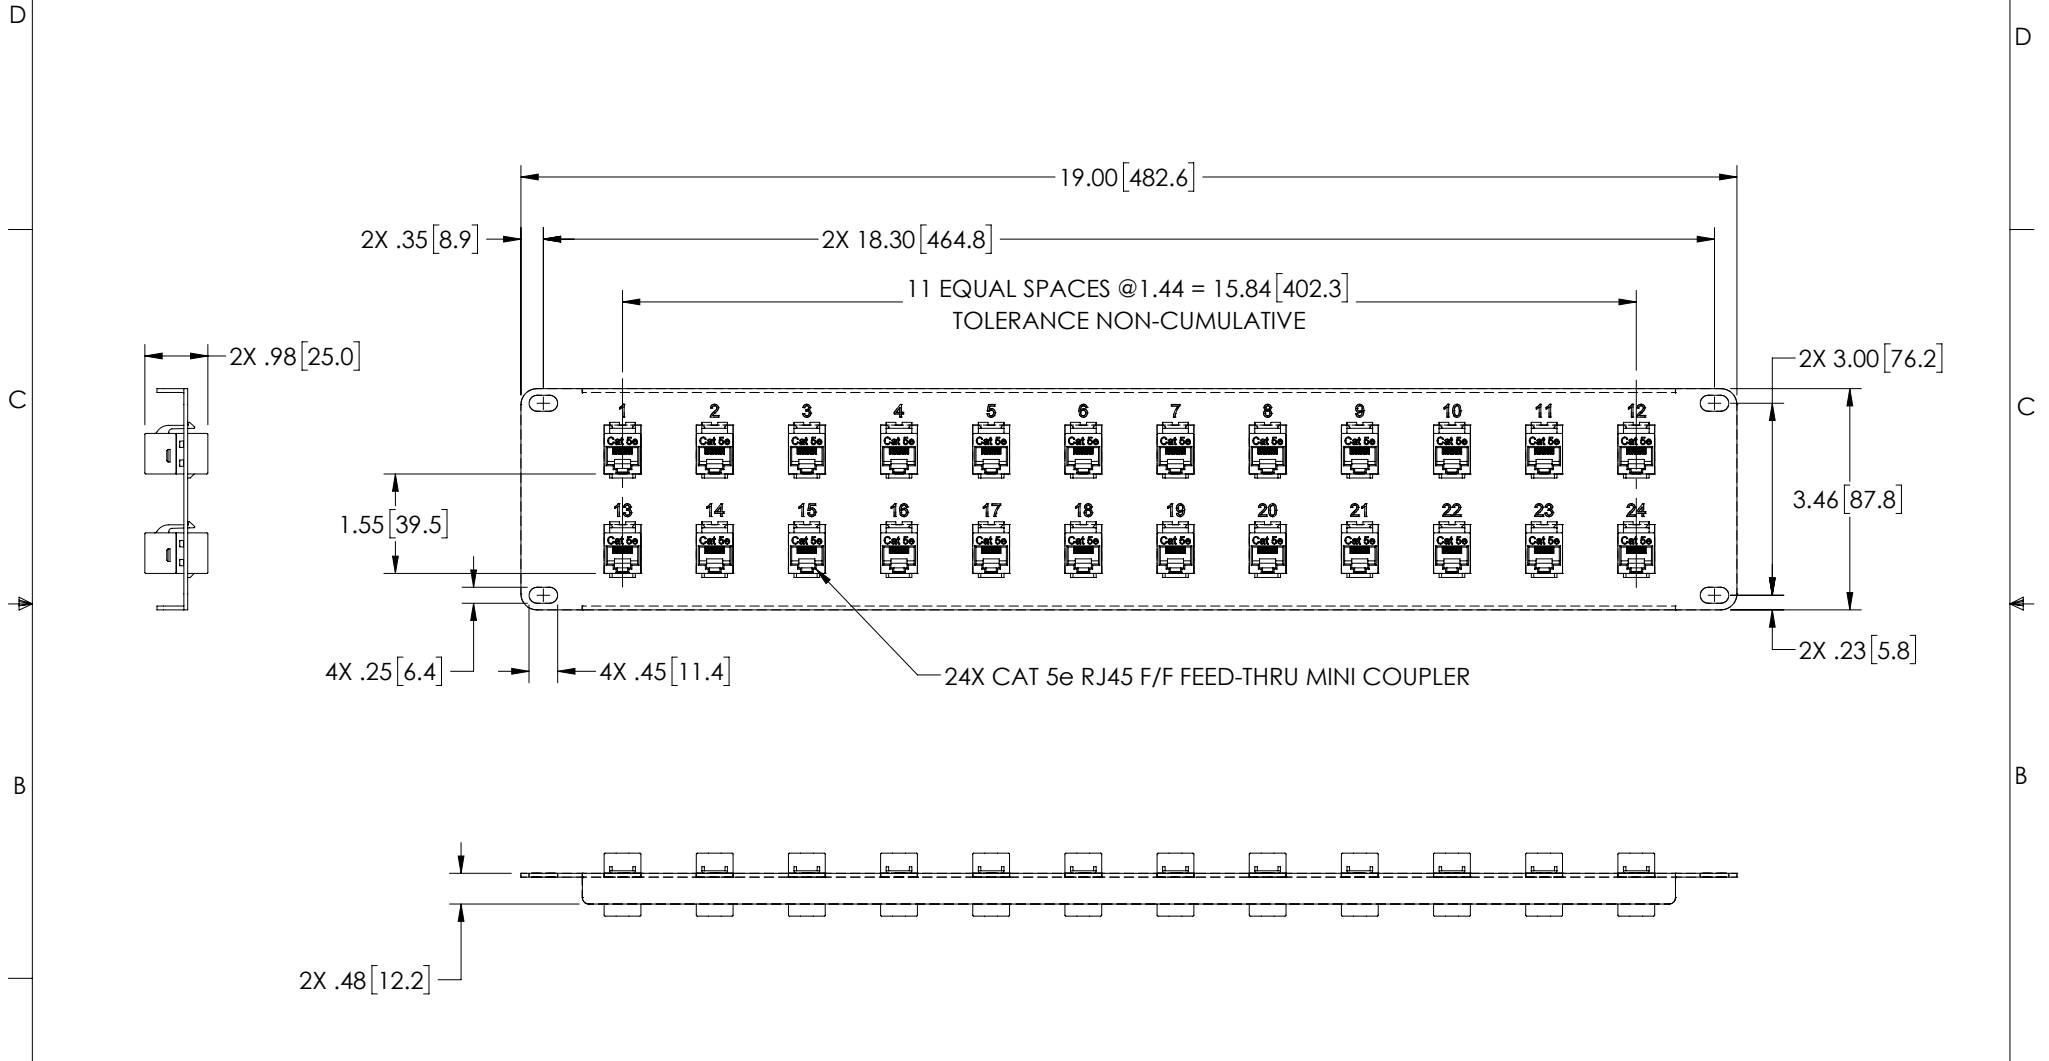 D
D
19.00[482.6]
2X .35[8.9]
2X 18.30[464.8]
11 EQUAL SPACES @1.44 = 15.84[402.3]
TOLERANCE NON-CUMULATIVE
2X .98[25.0]
2X 3.00[76.2]
C
C
1 2 3 4 5 6 7 8 9 10 11 12
Cat 5e Cat 5e Cat 5e Cat 5e Cat 5e Cat 5e Cat 5e Cat 5e Cat 5e Cat 5e Cat 5e Cat 5e
3.46[87.8]
1.55[39.5]
13 14 15 16 17 18 19 20 21 22 23 24
Cat 5e Cat 5e Cat 5e Cat 5e Cat 5e Cat 5e Cat 5e Cat 5e Cat 5e Cat 5e Cat 5e Cat 5e
2X .23[5.8]
4X .25[6.4]
4X .45[11.4]
24X CAT 5e RJ45 F/F FEED-THRU MINI COUPLER
B
B
2X .48[12.2]